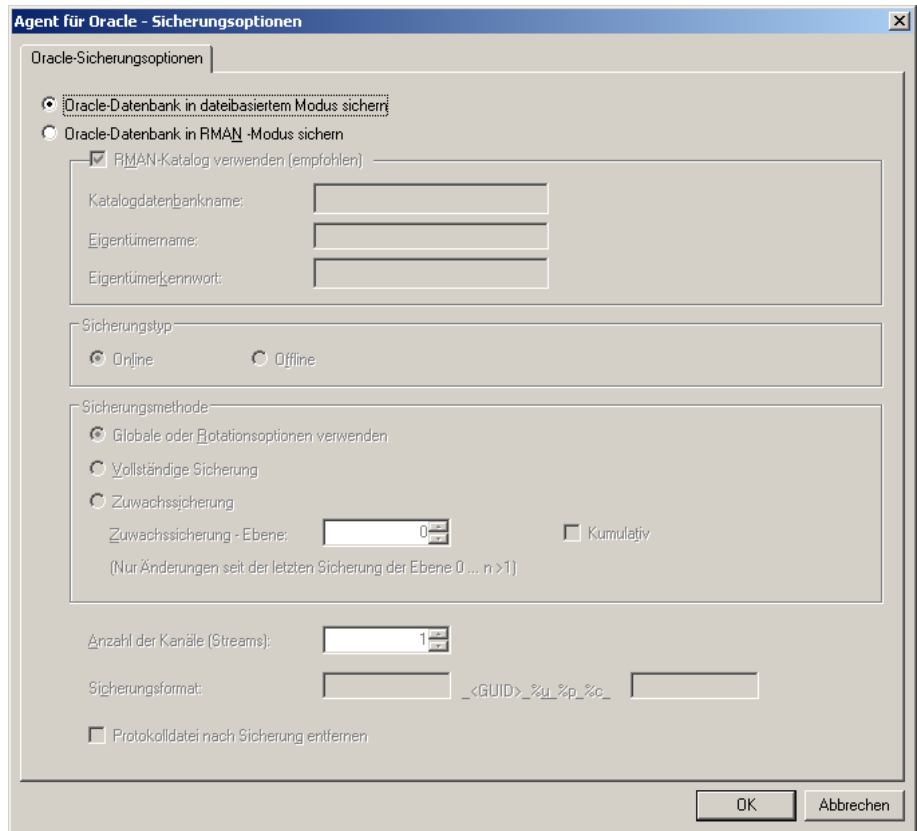 Agent für Oracle - Sicherungsoptionen
Oracle-Sicherungsoptionen
Oracle-Datenbank in dateibasiertem Modus sichern
Oracle-Datenbank in RMAN -Modus sichern
RMAN-Katalog verwenden (empfohlen)
Katalogdatenbankname:
Eigentümername:
Eigentümerkennwort:
Sicherungstyp
Online Offline
Sicherungsmethode
Globale oder Rotationsoptionen verwenden
Vollständige Sicherung
Zuwachssicherung
Zuwachssicherung - Ebene: 0 Kumulativ
(Nur Änderungen seit der letzten Sicherung der Ebene 0 ... n >1)
Anzahl der Kanäle (Streams): 1
Sicherungsformat: _<GUID>_%u_%p_%c_
Protokolldatei nach Sicherung entfernen
OK Abbrechen